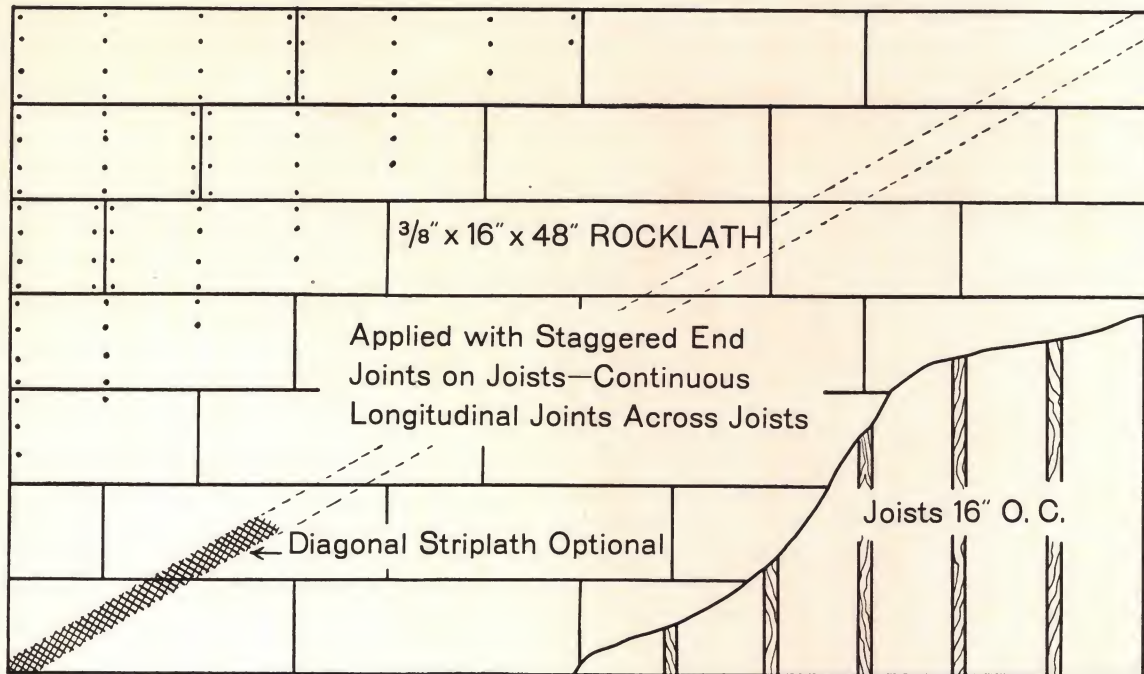 3/8" x 16" x 48" ROCKLATH
Applied with Staggered End
Joints on Joists—Continuous
Longitudinal Joints Across Joists
Joists 16" O. C.
Diagonal Striplath Optional